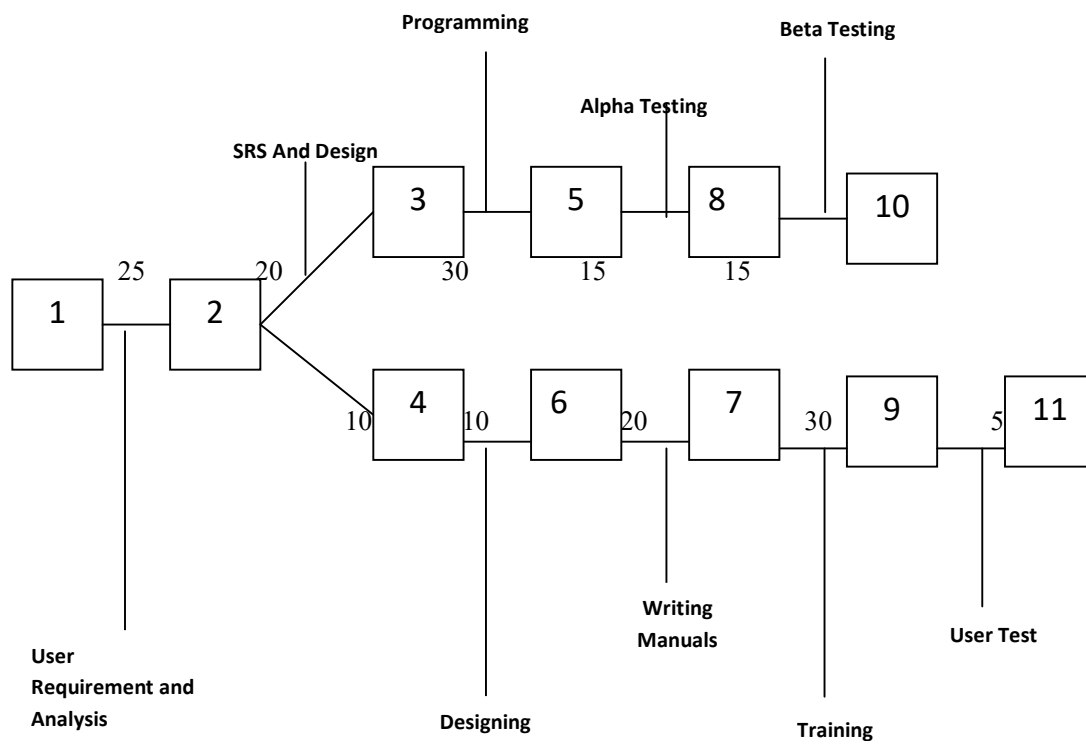 Programming
Beta Testing
Alpha Testing
SRS And Design
3
5
8
10
25
20
30
15
15
1
2
4
6
7
9
11
10
10
20
30
5
Writing
Manuals
User Test
User
Requirement and
Analysis
Designing
Training